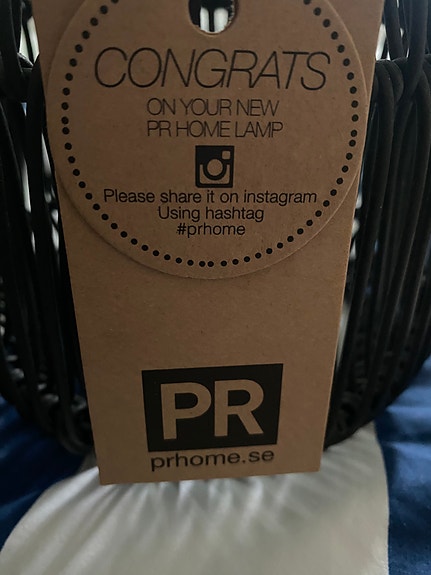 CONGRATS
ON YOUR NEW
PR HOME LAMP
Please share it on instagram
Using hashtag
#prhome
PR
prhome.se